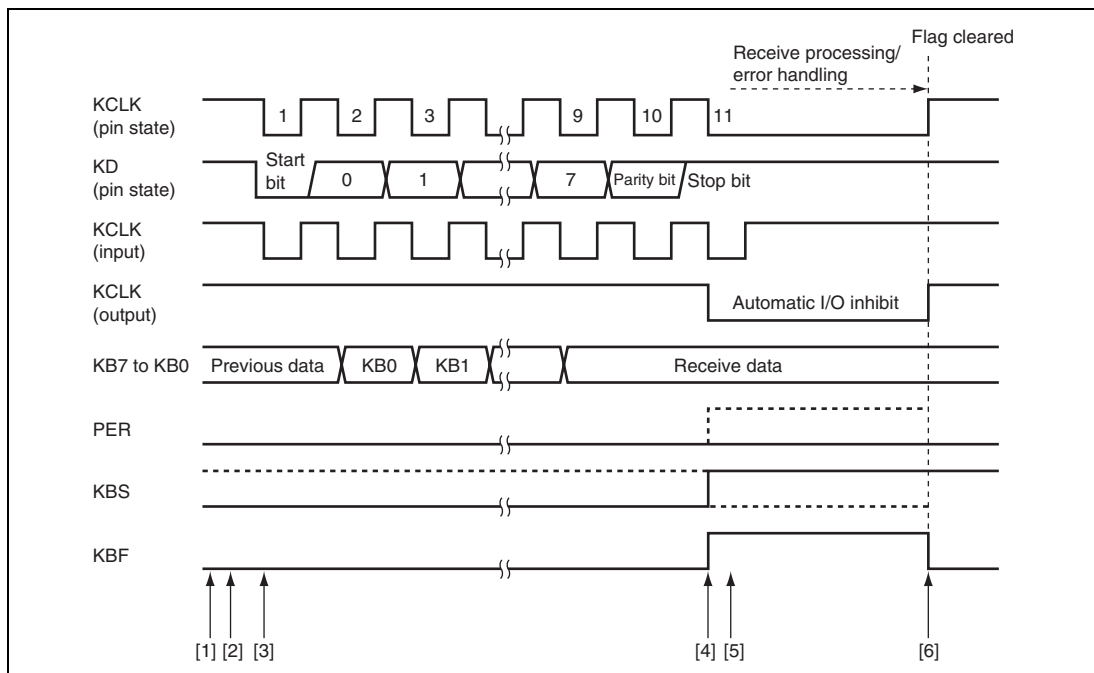 Flag cleared
Receive processing/
error handling
KCLK
(pin state)
1 2 3 9 10 11
KD
(pin state)
Start
bit
0 1 7 Parity bit Stop bit
KCLK
(input)
KCLK
(output)
Automatic I/O inhibit
KB7 to KB0
Previous data KB0 KB1 Receive data
PER
KBS
KBF
[1] [2] [3] [4] [5] [6]